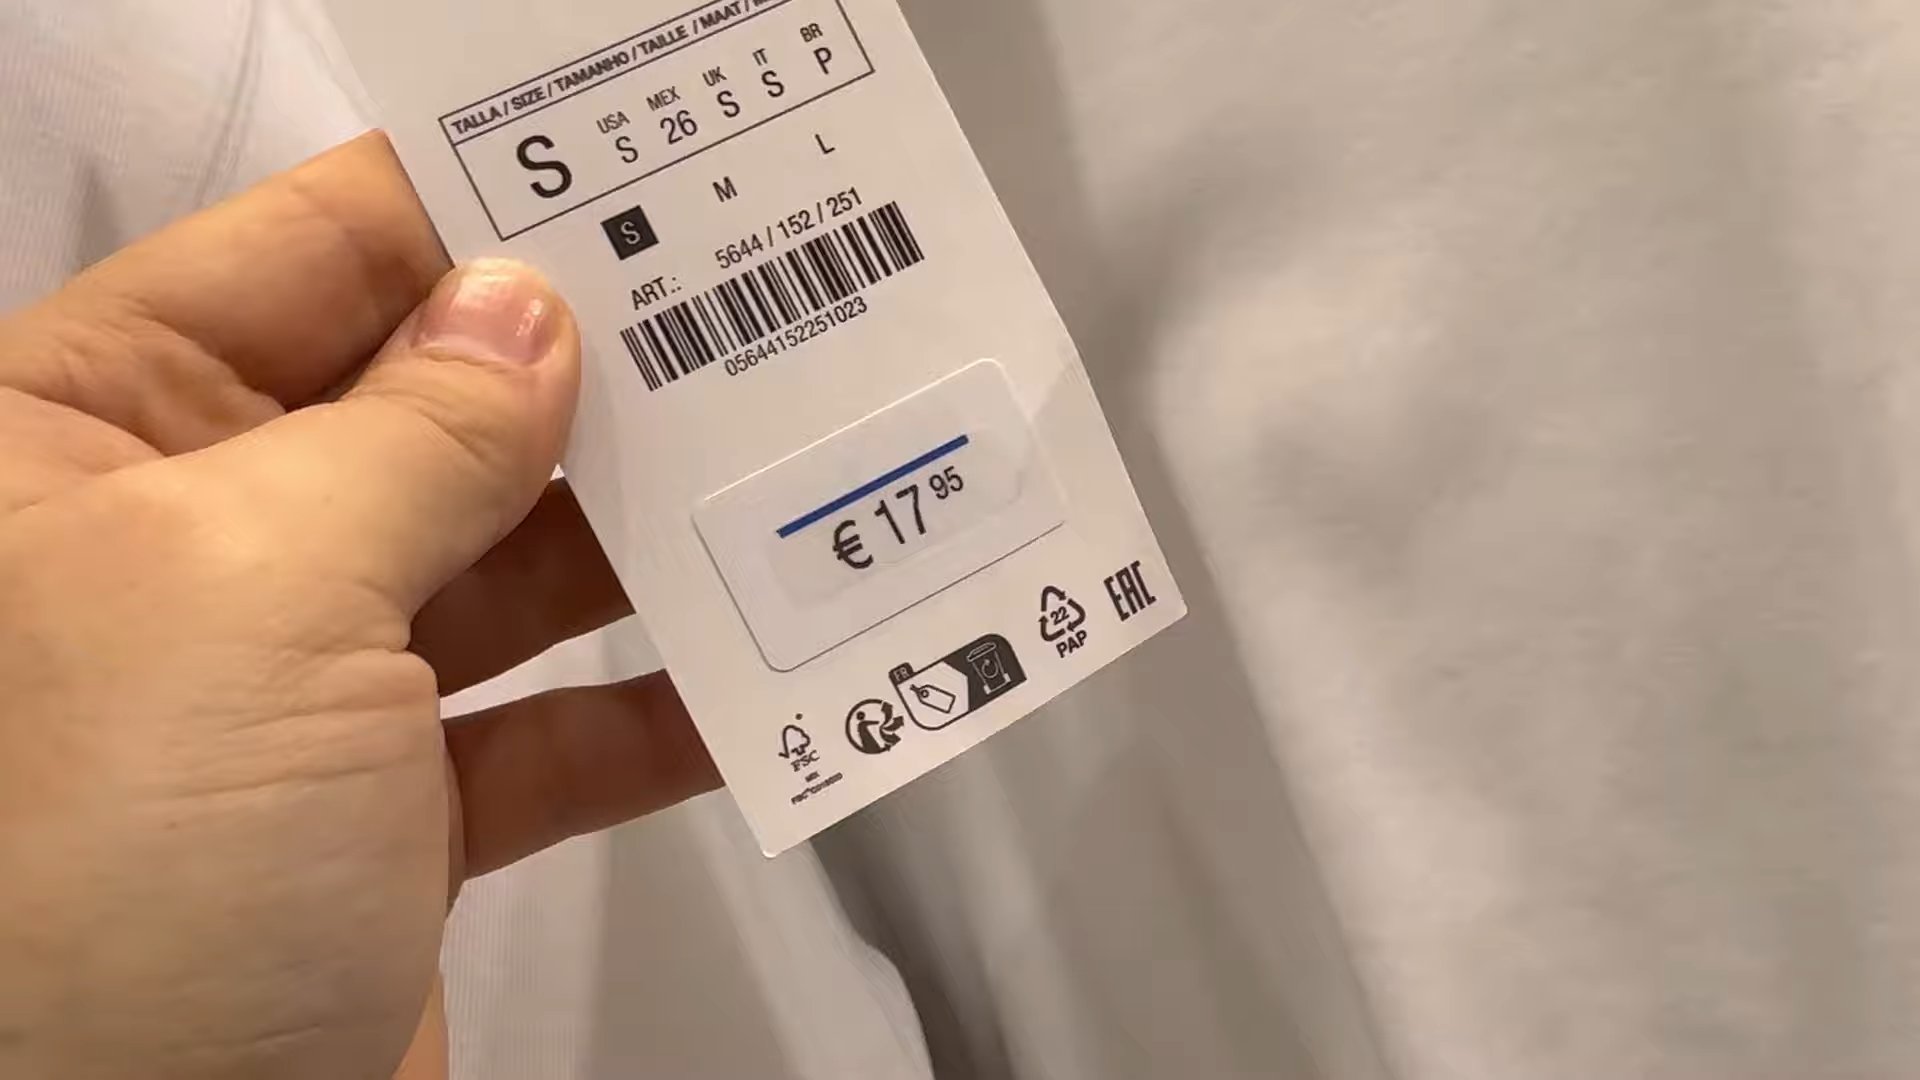 TALLA / SIZE / TAMANHO / TAILLE / MAAT /
S
USA MEX UK IT BR
S 26 S S P
S M L
ART.: 5644 / 152 / 251
05644152251023
€ 17 95
FR
22
PAP
EAC
FSC
MIX